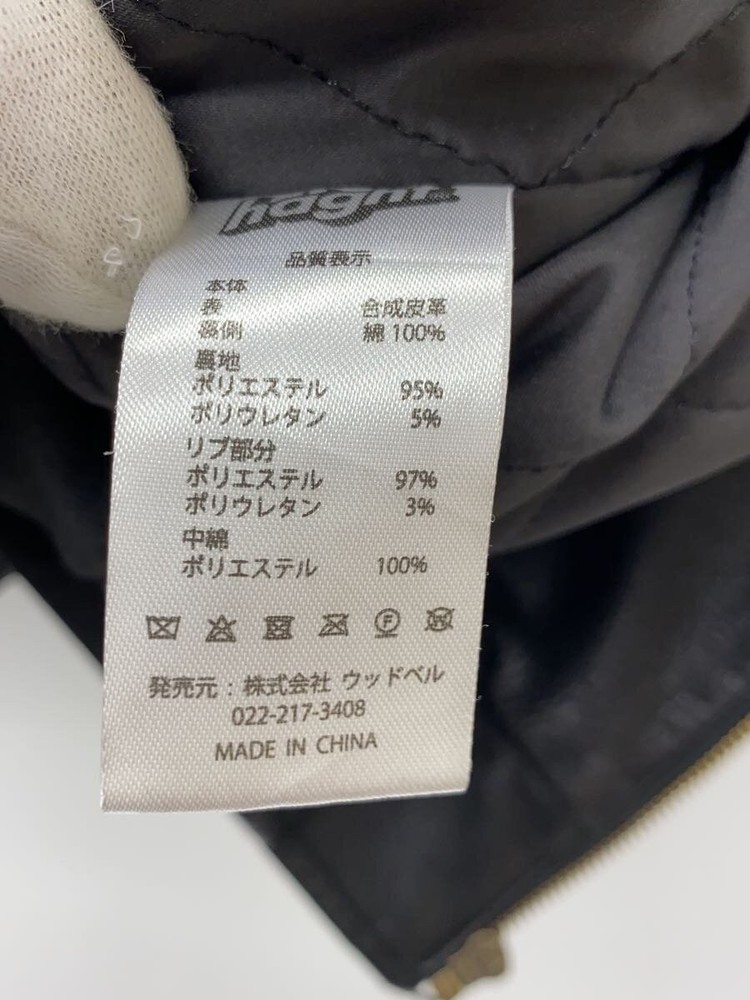 品質表示
本体
表 合成皮革
裏側 綿 100%
裏地
ポリエステル 95%
ポリウレタン 5%
リブ部分
ポリエステル 97%
ポリウレタン 3%
中綿
ポリエステル 100%
発売元：株式会社 ウッドベル
022-217-3408
MADE IN CHINA